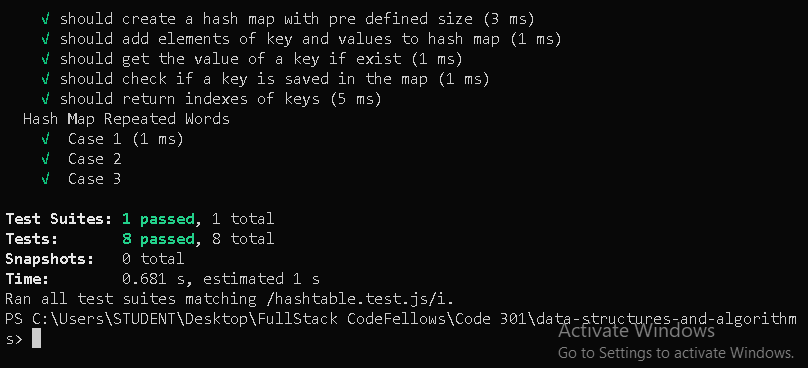 √ should create a hash map with pre defined size (3 ms)
√ should add elements of key and values to hash map (1 ms)
√ should get the value of a key if exist (1 ms)
√ should check if a key is saved in the map (1 ms)
√ should return indexes of keys (5 ms)
Hash Map Repeated Words
√ Case 1 (1 ms)
√ Case 2
√ Case 3
Test Suites: 1 passed, 1 total
Tests: 8 passed, 8 total
Snapshots: 0 total
Time: 0.681 s, estimated 1 s
Ran all test suites matching /hashtable.test.js/i.
PS C:\Users\STUDENT\Desktop\FullStack CodeFellows\Code 301\data-structures-and-algorithm
s>
Activate Windows
Go to Settings to activate Windows.